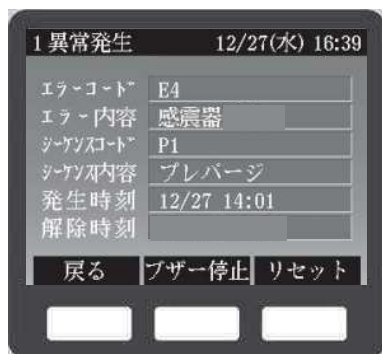 1 異常発生 12/27(水) 16:39
エラーコード E4
エラー内容 感震器
シーケンスコード P1
シーケンス内容 プレパージ
発生時刻 12/27 14:01
解除時刻
戻る ブザー停止 リセット